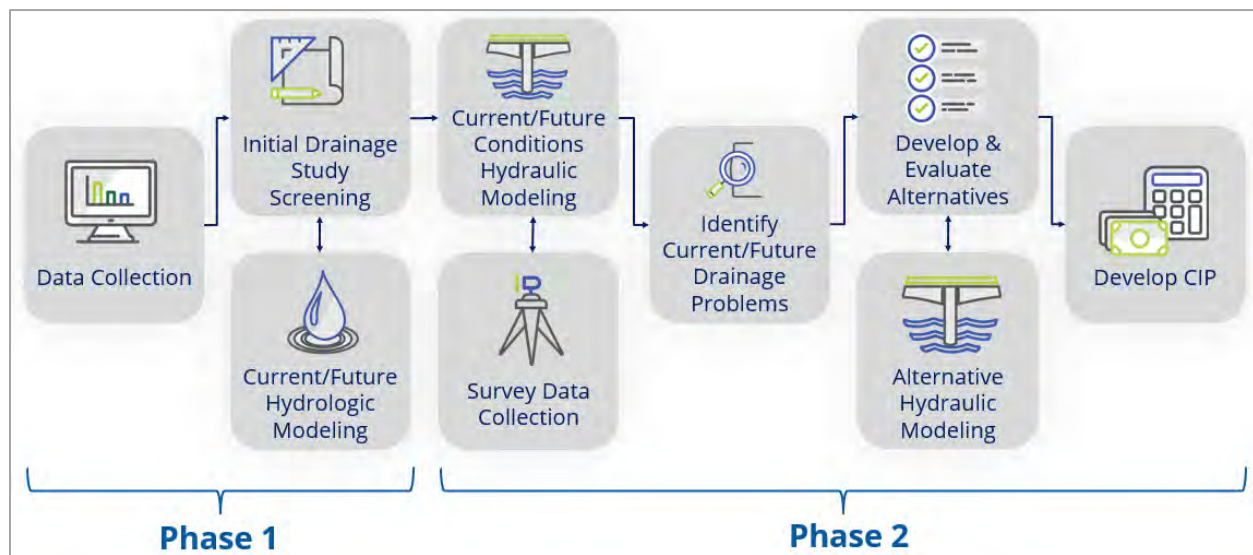 Data Collection
Initial Drainage
Study
Screening
Current/Future
Hydrologic
Modeling
Current/Future
Conditions
Hydraulic
Modeling
Survey Data
Collection
Identify
Current/Future
Drainage
Problems
Develop &
Evaluate
Alternatives
Alternative
Hydraulic
Modeling
Develop CIP
Phase 1
Phase 2